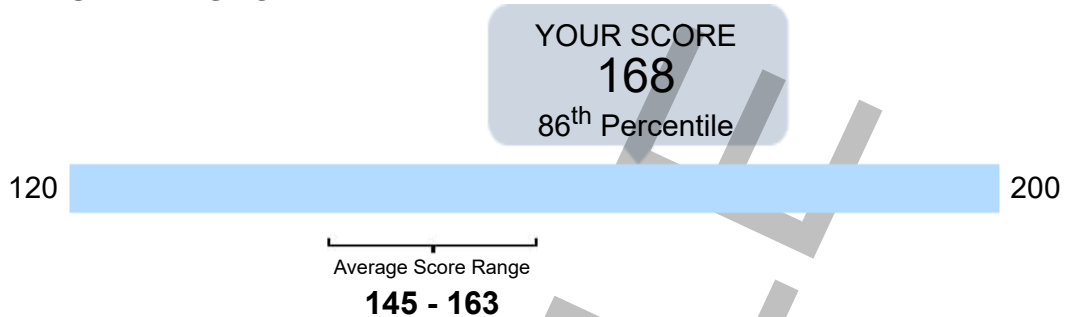 YOUR SCORE
168
86th Percentile
120
200
Average Score Range
145 - 163